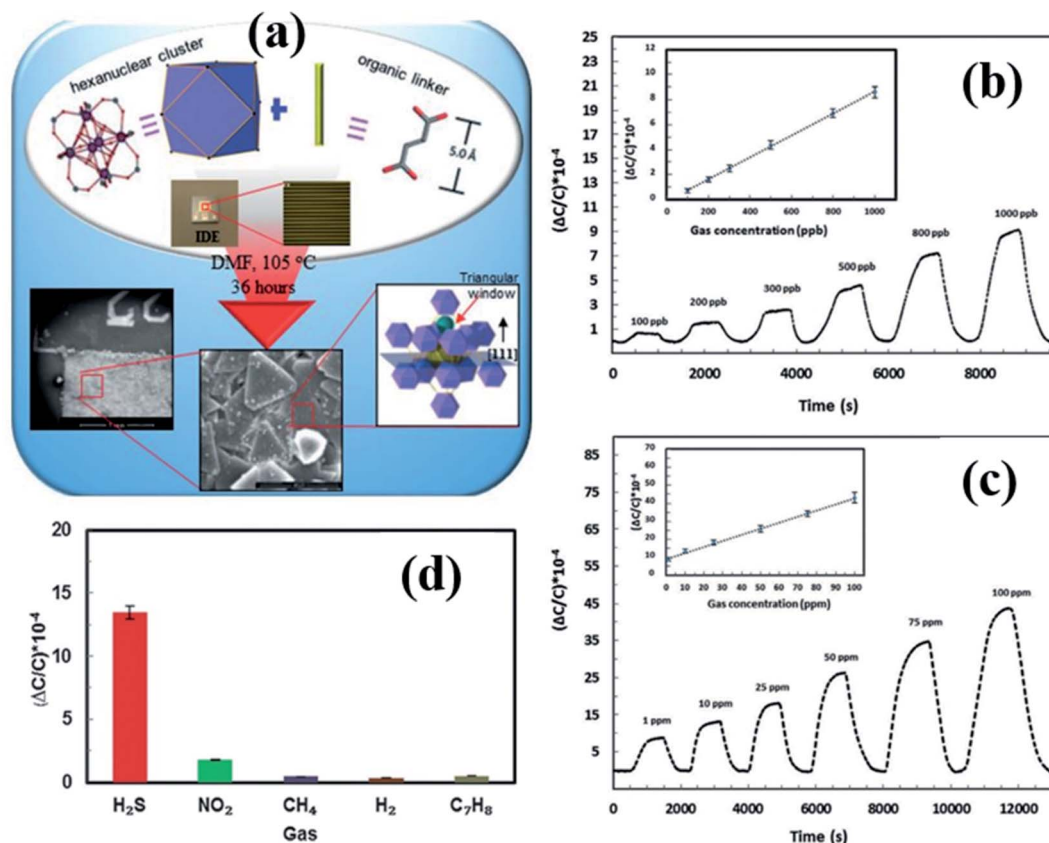 (a)
hexanuclear cluster
organic linker
5.0 Å
IDE
DMF, 105 °C
36 hours
Triangular
window
[111]
(b)
25
23
21
19
17
15
13
11
9
7
5
3
1
(ΔC/C)*10⁻⁴
12
10
8
6
4
2
0
(ΔC/C)*10⁻⁴
0 200 400 600 800 1000
Gas concentration (ppb)
100 ppb
200 ppb
300 ppb
500 ppb
800 ppb
1000 ppb
0 2000 4000 6000 8000
Time (s)
(c)
85
75
65
55
45
35
25
15
5
(ΔC/C)*10⁻⁴
70
60
50
40
30
20
10
0
(ΔC/C)*10⁻⁴
0 10 20 30 40 50 60 70 80 90 100
Gas concentration (ppm)
1 ppm
10 ppm
25 ppm
50 ppm
75 ppm
100 ppm
0 2000 4000 6000 8000 10000 12000
Time (s)
(d)
20
15
10
5
0
(ΔC/C)*10⁻⁴
H₂S NO₂ CH₄ H₂ C₇H₈
Gas